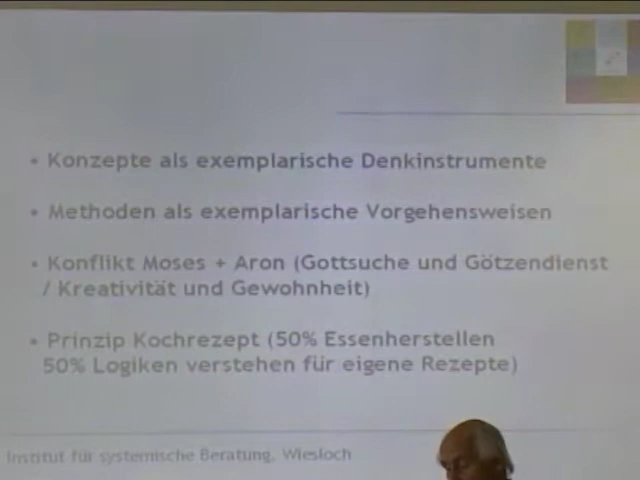 • Konzepte als exemplarische Denkinstrumente
• Methoden als exemplarische Vorgehensweisen
• Konflikt Moses + Aron (Gottsuche und Götzendienst
/ Kreativität und Gewohnheit)
• Prinzip Kochrezept (50% Essenherstellen
50% Logiken verstehen für eigene Rezepte)
Institut für systemische Beratung, Wiesloch